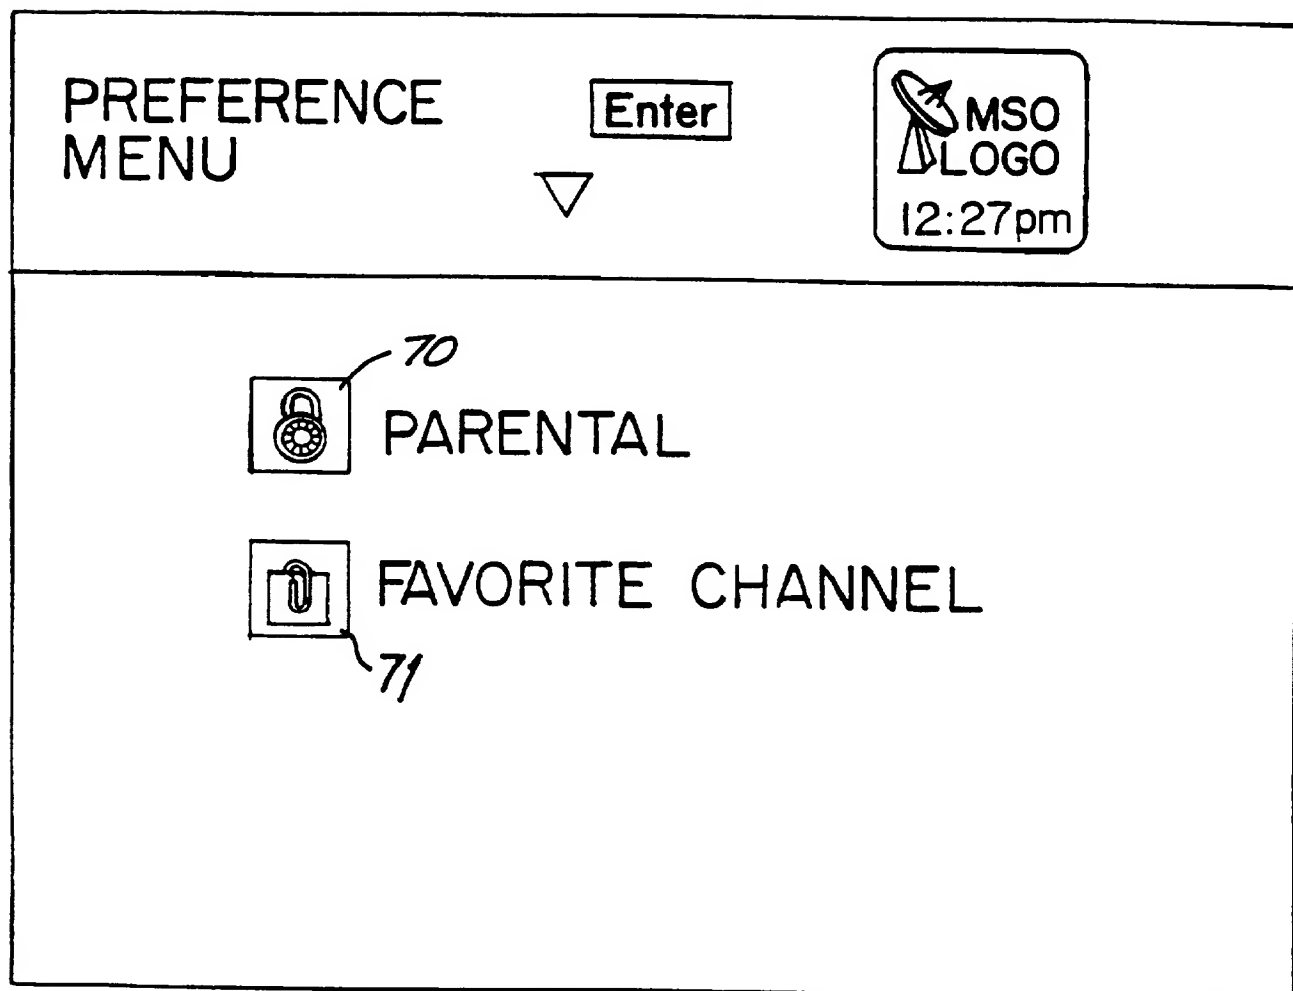 PREFERENCE
MENU
Enter
MSO
LOGO
12:27pm
70
PARENTAL
FAVORITE CHANNEL
71